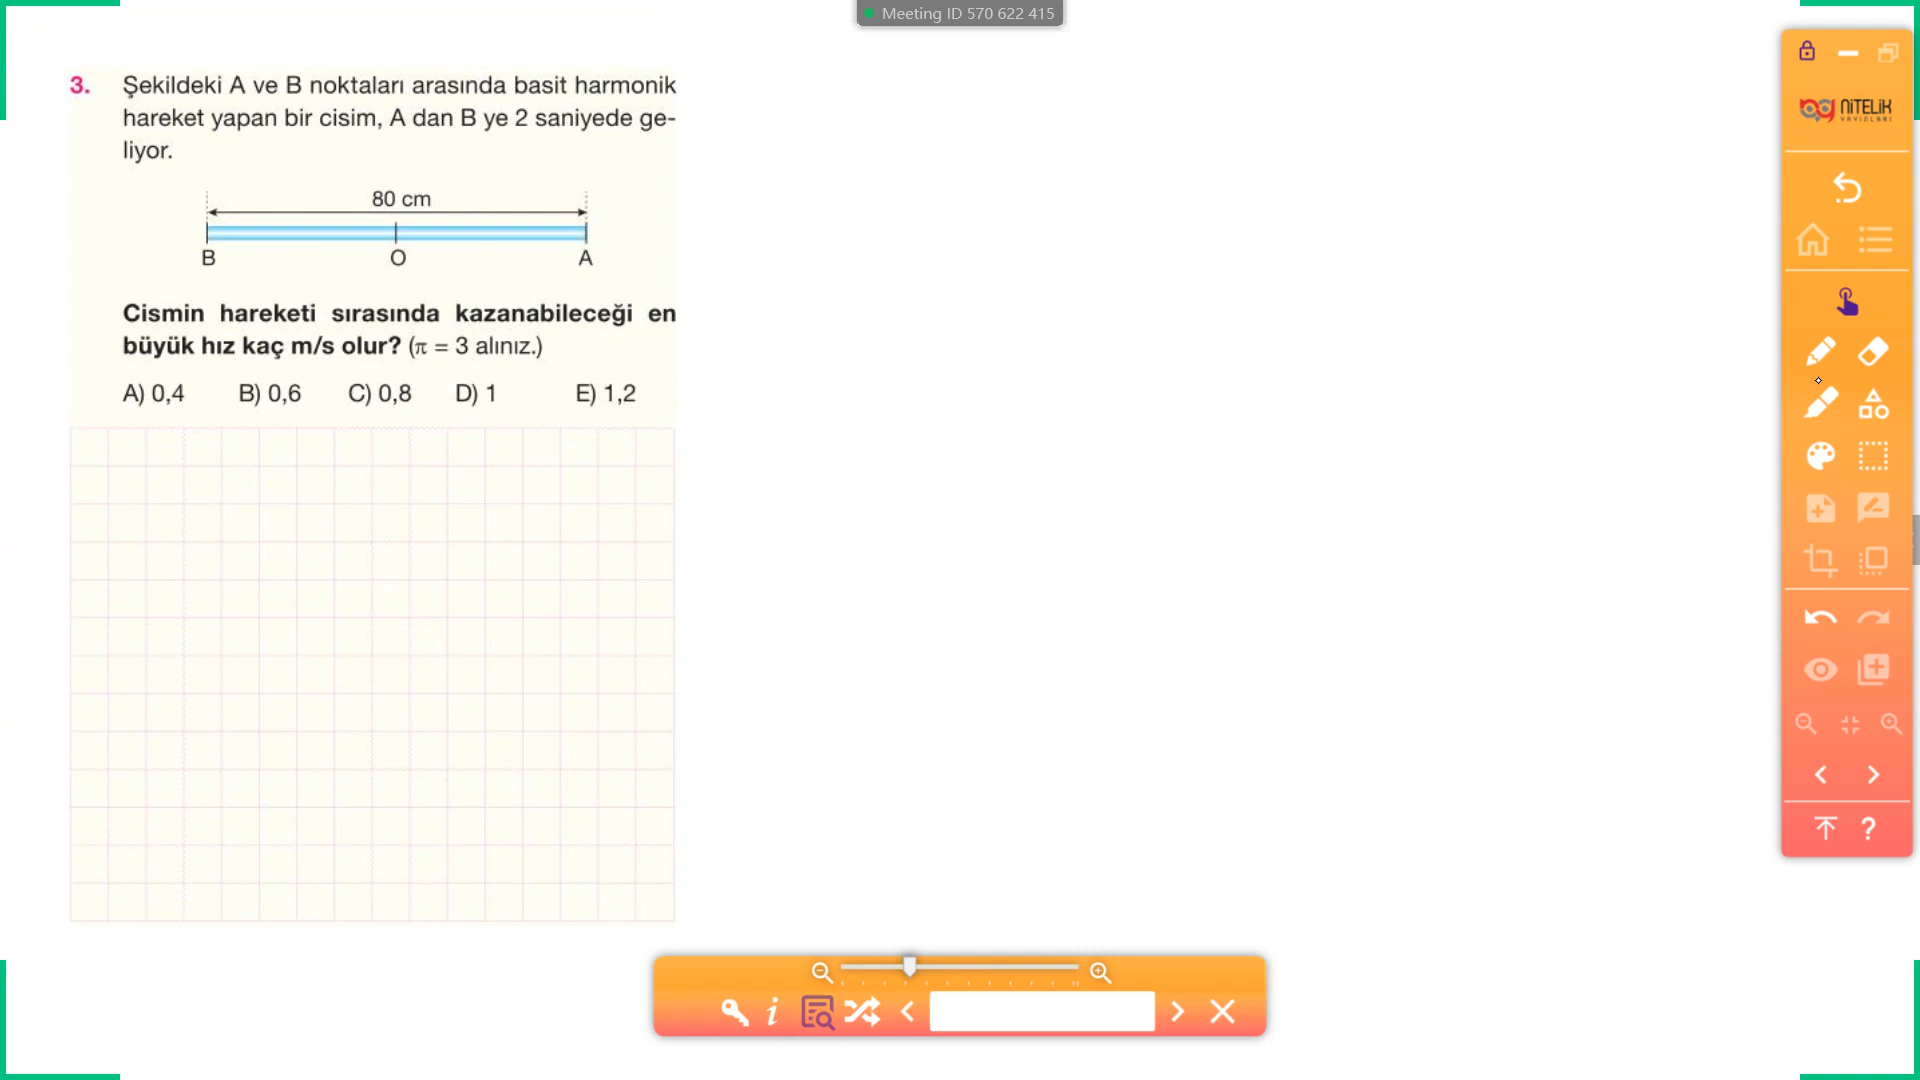 Meeting ID 570 622 415
3. Şekildeki A ve B noktaları arasında basit harmonik
hareket yapan bir cisim, A dan B ye 2 saniyede ge-
liyor.
80 cm
B O A
Cismin hareketi sırasında kazanabileceği en
büyük hız kaç m/s olur? (π = 3 alınız.)
A) 0,4 B) 0,6 C) 0,8 D) 1 E) 1,2
NiTELiK
YAYINLARI
?
i